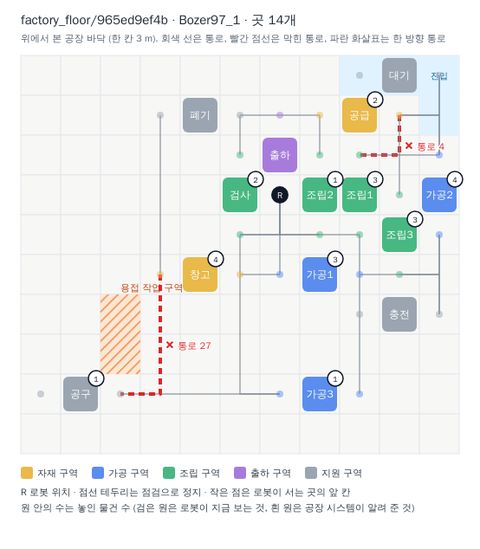 factory_floor/965ed9ef4b · Bozer97_1 · 곳 14개
위에서 본 공장 바닥 (한 칸 3 m). 회색 선은 통로, 빨간 점선은 막힌 통로, 파란 화살표는 한 방향 통로
대기
2
공급
폐기
통로 4
출하
2
검사
R
1
조립2
3
조립1
4
가공2
3
조립3
4
창고
3
가공1
용접 작업 구역
충전
통로 27
1
공구
1
가공3
자재 구역
가공 구역
조립 구역
출하 구역
지원 구역
R 로봇 위치 · 점선 테두리는 점검으로 정지 · 작은 점은 로봇이 서는 곳의 앞 칸
원 안의 수는 놓인 물건 수 (검은 원은 로봇이 지금 보는 것, 흰 원은 공장 시스템이 알려 준 것)